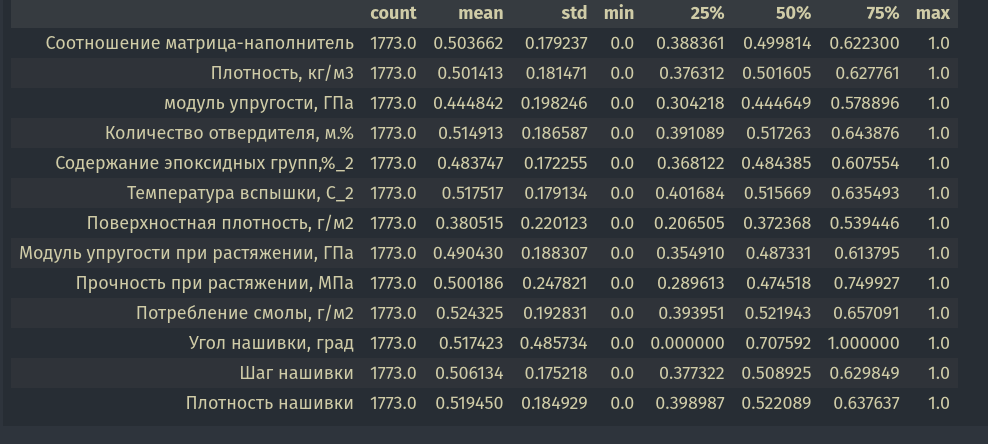 count mean std min 25% 50% 75% max
Соотношение матрица-наполнитель 1773.0 0.503662 0.179237 0.0 0.388361 0.499814 0.622300 1.0
Плотность, кг/м3 1773.0 0.501413 0.181471 0.0 0.376312 0.501605 0.627761 1.0
модуль упругости, ГПа 1773.0 0.444842 0.198246 0.0 0.304218 0.444649 0.578896 1.0
Количество отвердителя, м.% 1773.0 0.514913 0.186587 0.0 0.391089 0.517263 0.643876 1.0
Содержание эпоксидных групп,%_2 1773.0 0.483747 0.172255 0.0 0.368122 0.484385 0.607554 1.0
Температура вспышки, С_2 1773.0 0.517517 0.179134 0.0 0.401684 0.515669 0.635493 1.0
Поверхностная плотность, г/м2 1773.0 0.380515 0.220123 0.0 0.206505 0.372368 0.539446 1.0
Модуль упругости при растяжении, ГПа 1773.0 0.490430 0.188307 0.0 0.354910 0.487331 0.613795 1.0
Прочность при растяжении, МПа 1773.0 0.500186 0.247821 0.0 0.289613 0.474518 0.749927 1.0
Потребление смолы, г/м2 1773.0 0.524325 0.192831 0.0 0.393951 0.521943 0.657091 1.0
Угол нашивки, град 1773.0 0.517423 0.485734 0.0 0.000000 0.707592 1.000000 1.0
Шаг нашивки 1773.0 0.506134 0.175218 0.0 0.377322 0.508925 0.629849 1.0
Плотность нашивки 1773.0 0.519450 0.184929 0.0 0.398987 0.522089 0.637637 1.0